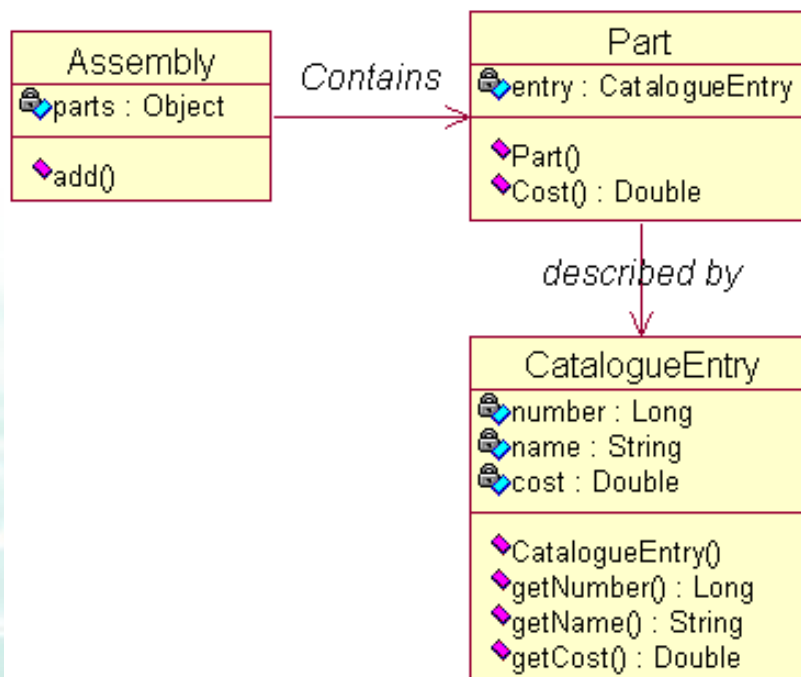 Assembly
parts : Object
add()
Contains
Part
entry : CatalogueEntry
Part()
Cost() : Double
described by
CatalogueEntry
number : Long
name : String
cost : Double
CatalogueEntry()
getNumber() : Long
getName() : String
getCost() : Double